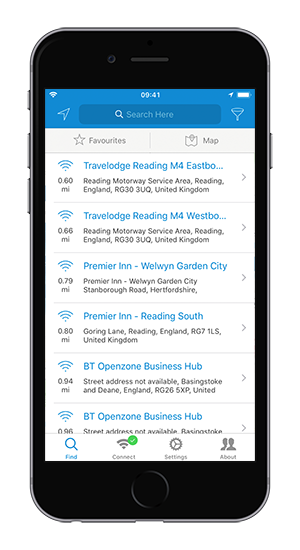 09:41
Search Here
Favourites
Map
Travelodge Reading M4 Eastbo...
0.60 mi
Reading Motorway Service Area, Reading,
England, RG30 3UQ, United Kingdom
Travelodge Reading M4 Westbo...
0.66 mi
Reading Motorway Service Area, Reading,
England, RG30 3UQ, United Kingdom
Premier Inn - Welwyn Garden City
0.79 mi
Premier Inn - Welwyn Garden City
Stanborough Road, Hertfordshire,
Premier Inn - Reading South
0.80 mi
Goring Lane, Reading, England, RG7 1LS,
United Kingdom
BT Openzone Business Hub
0.94 mi
Street address not available, Basingstoke
and Deane, England, RG26 5XP, United
BT Openzone Business Hub
0.96
Street address not available, Basingstoke
Find
Connect
Settings
About